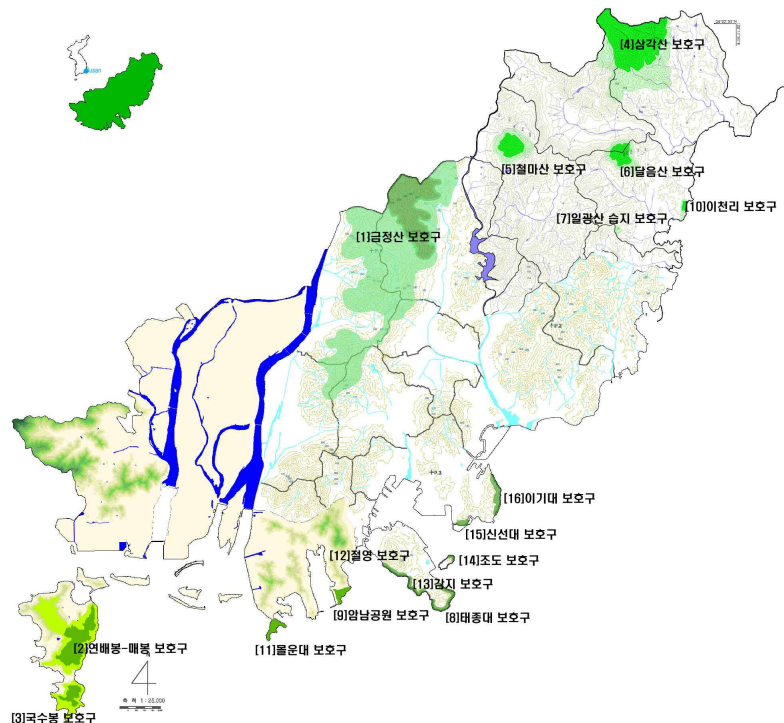 [4]삼각산 보호구
[5]철마산 보호구
[6]달음산 보호구
[10]이천리 보호구
[7]일광산 습지 보호구
[1]금정산 보호구
[16]이기대 보호구
[15]신선대 보호구
[12]절영 보호구
[14]조도 보호구
[13]감지 보호구
[9]암남공원 보호구
[8]태종대 보호구
[11]몰운대 보호구
[2]연배봉-매봉 보호구
축 척 1:25,000
[3]국수봉 보호구